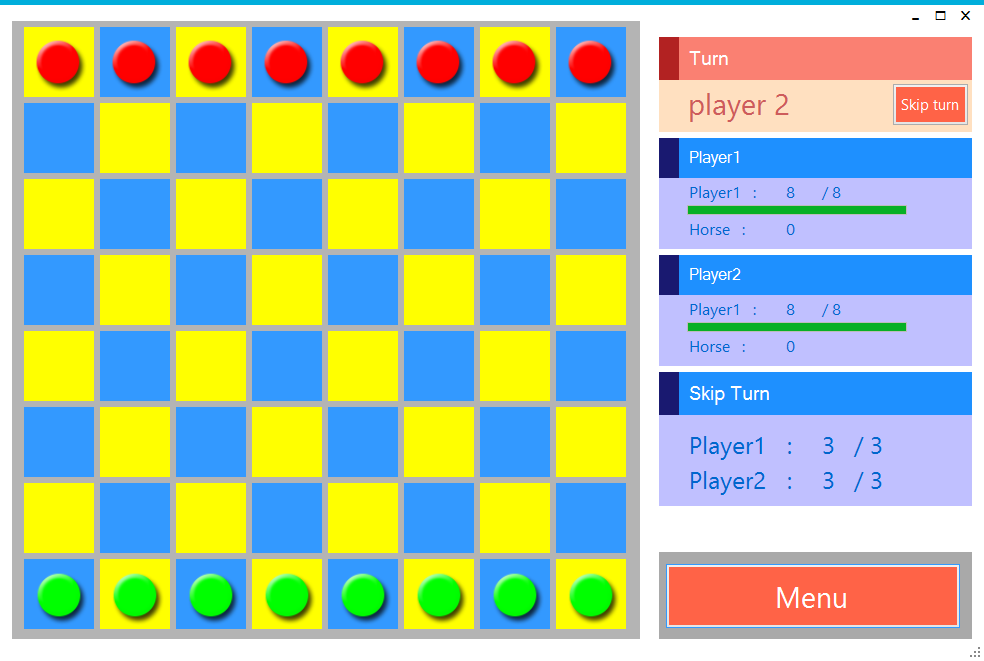 Turn
player 2 Skip turn
Player1
Player1 : 8 / 8
Horse : 0
Player2
Player1 : 8 / 8
Horse : 0
Skip Turn
Player1 : 3 / 3
Player2 : 3 / 3
Menu